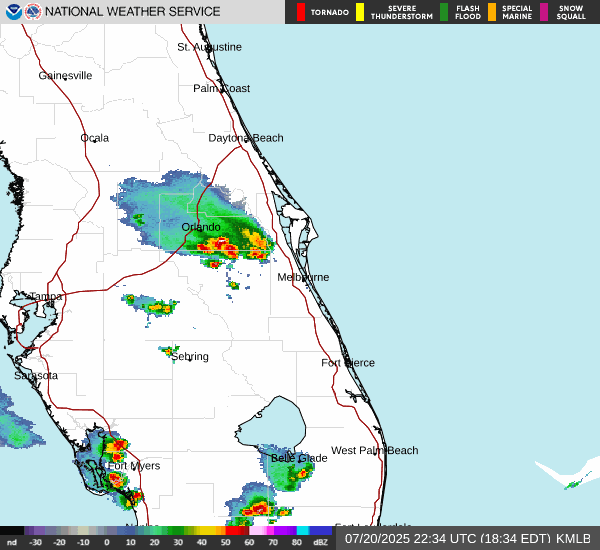 NATIONAL WEATHER SERVICE
TORNADO
SEVERE
THUNDERSTORM
FLASH
FLOOD
SPECIAL
MARINE
SNOW
SQUALL
St. Augustine
Gainesville
Palm Coast
Ocala
Daytona Beach
Orlando
Melbourne
Tampa
Sebring
Fort Pierce
Sarasota
West Palm Beach
Belle Glade
Fort Myers
nd -30 -20 -10 0 10 20 30 40 50 60 70 80 dBZ
07/20/2025 22:34 UTC (18:34 EDT) KMLB